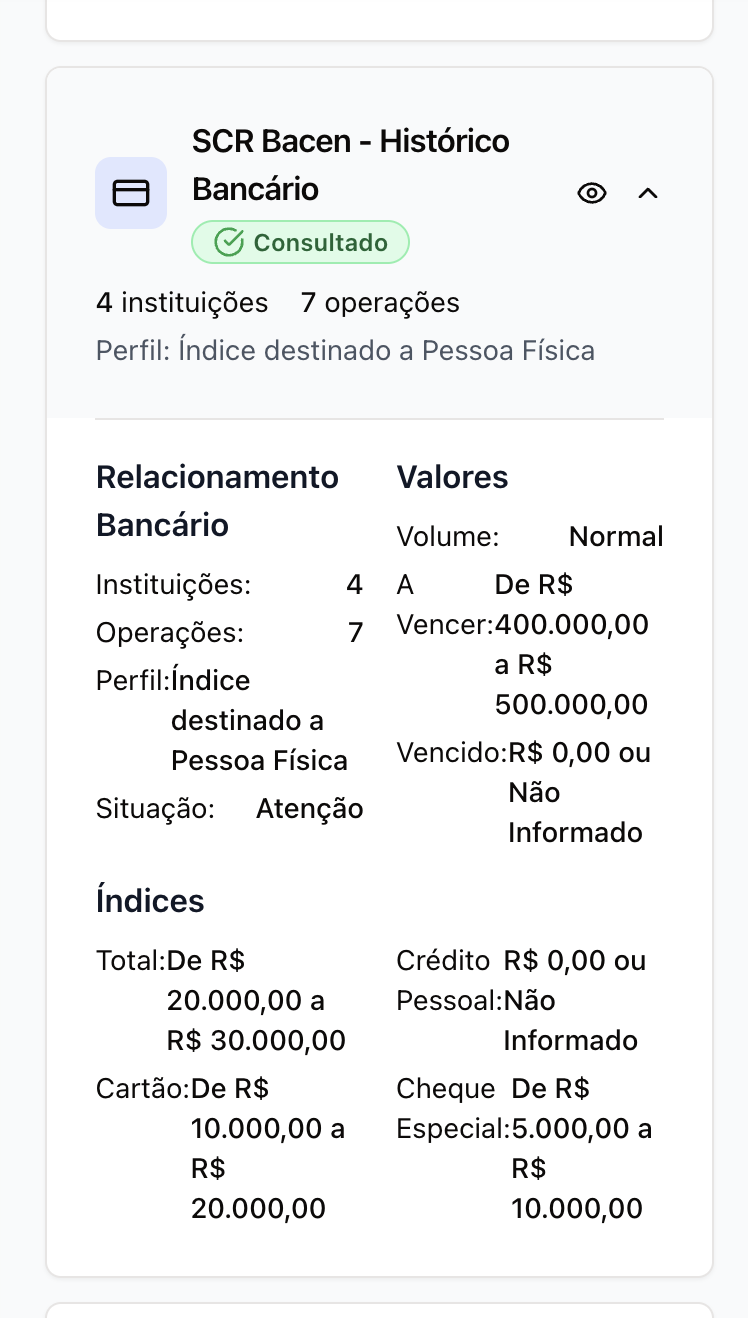 SCR Bacen - Histórico
Bancário
Consultado
4 instituições 7 operações
Perfil: Índice destinado a Pessoa Física
Relacionamento
Bancário
Instituições: 4
Operações: 7
Perfil: Índice
destinado a
Pessoa Física
Situação: Atenção
Valores
Volume: Normal
A De R$
Vencer: 400.000,00
a R$
500.000,00
Vencido: R$ 0,00 ou
Não
Informado
Índices
Total: De R$
20.000,00 a
R$ 30.000,00
Crédito R$ 0,00 ou
Pessoal: Não
Informado
Cartão: De R$
10.000,00 a
R$
20.000,00
Cheque De R$
Especial: 5.000,00 a
R$
10.000,00